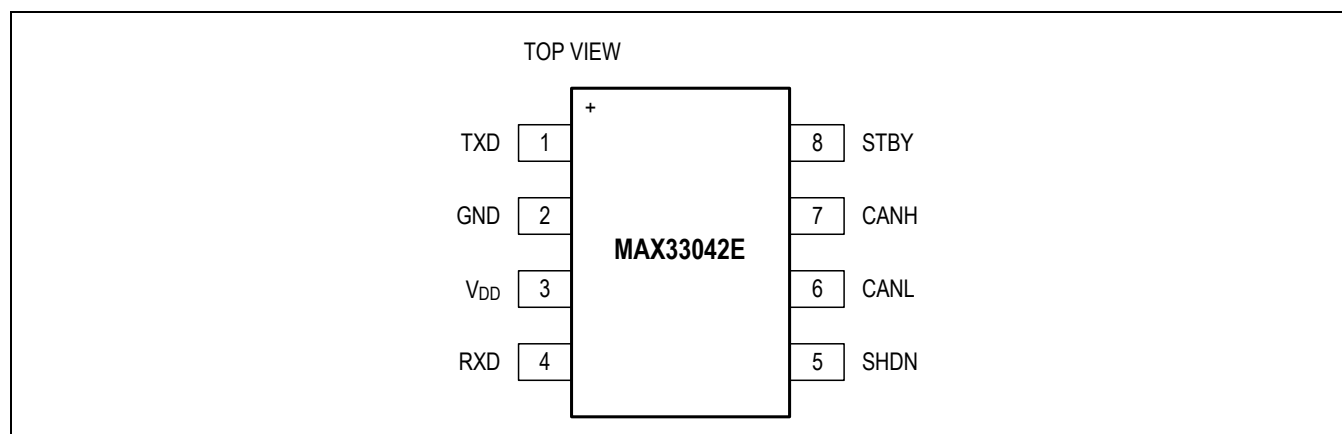 TOP VIEW
+
TXD 1 8 STBY
GND 2 7 CANH
MAX33042E
VDD 3 6 CANL
RXD 4 5 SHDN